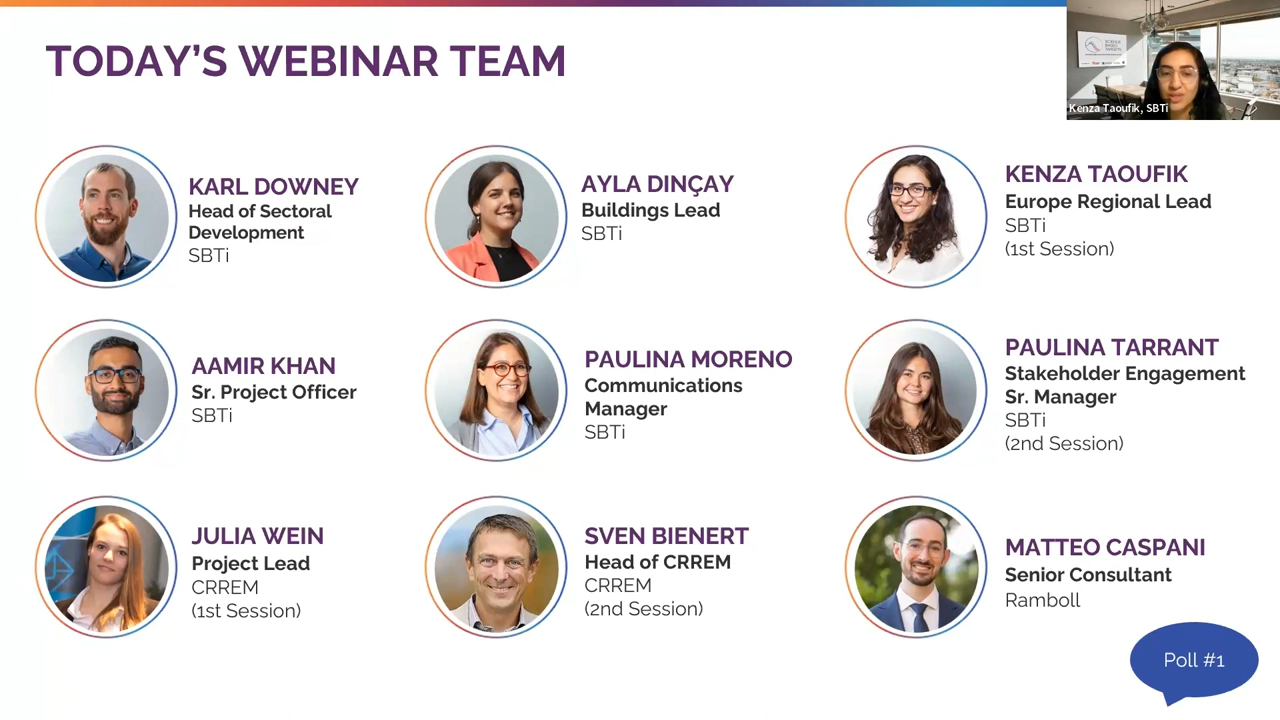 TODAY'S WEBINAR TEAM
SCIENCE
BASED
TARGETS
Kenza Taoufik, SBTi
KARL DOWNEY
Head of Sectoral
Development
SBTi
AYLA DINÇAY
Buildings Lead
SBTi
KENZA TAOUFIK
Europe Regional Lead
SBTi
(1st Session)
AAMIR KHAN
Sr. Project Officer
SBTi
PAULINA MORENO
Communications
Manager
SBTi
PAULINA TARRANT
Stakeholder Engagement
Sr. Manager
SBTi
(2nd Session)
JULIA WEIN
Project Lead
CRREM
(1st Session)
SVEN BIENERT
Head of CRREM
CRREM
(2nd Session)
MATTEO CASPANI
Senior Consultant
Ramboll
Poll #1